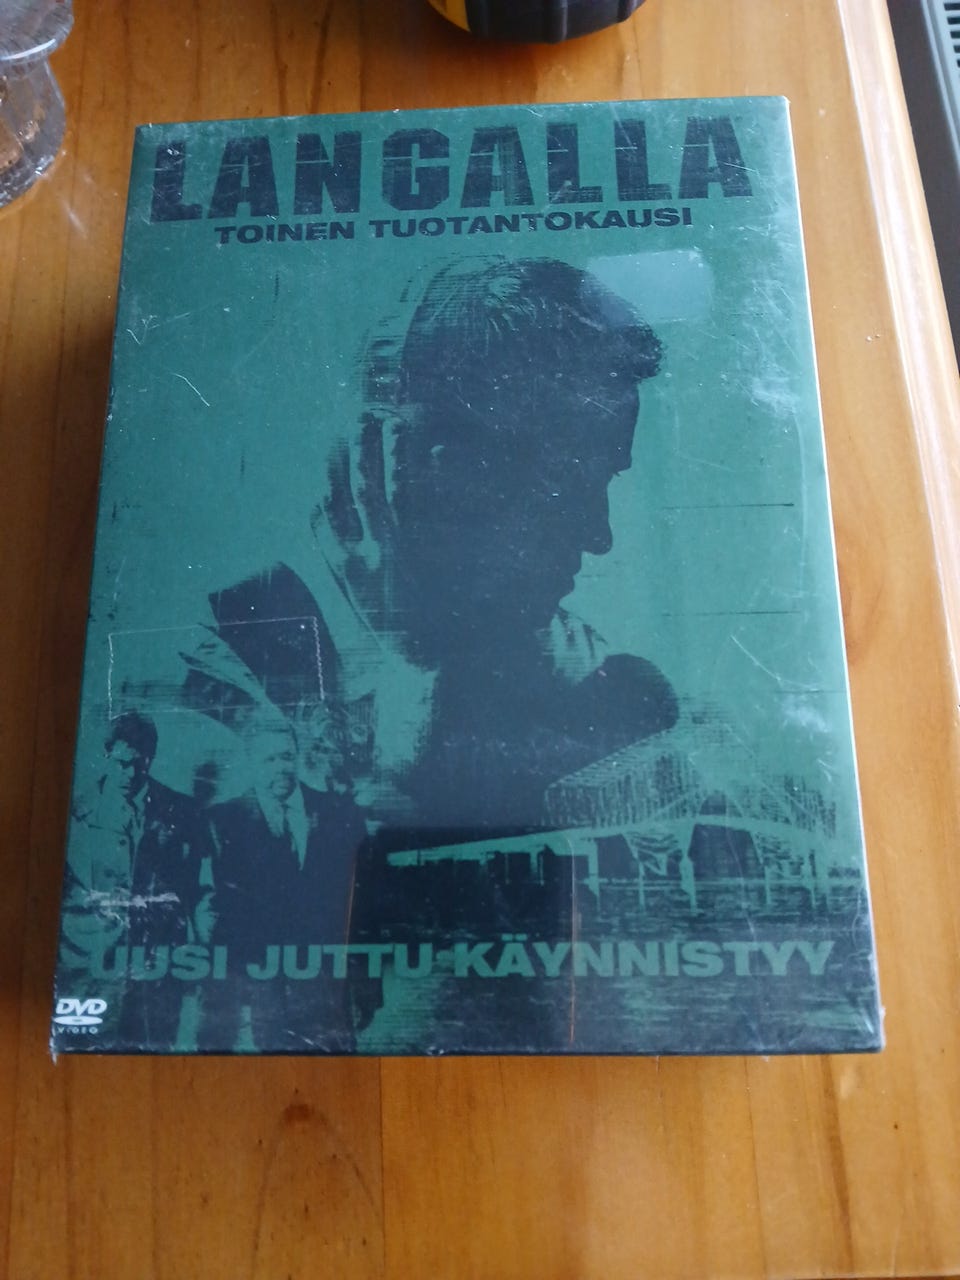 LANGALLA
TOINEN TUOTANTOKAUSI
UUSI JUTTU KÄYNNISTYY
DVD
VIDEO